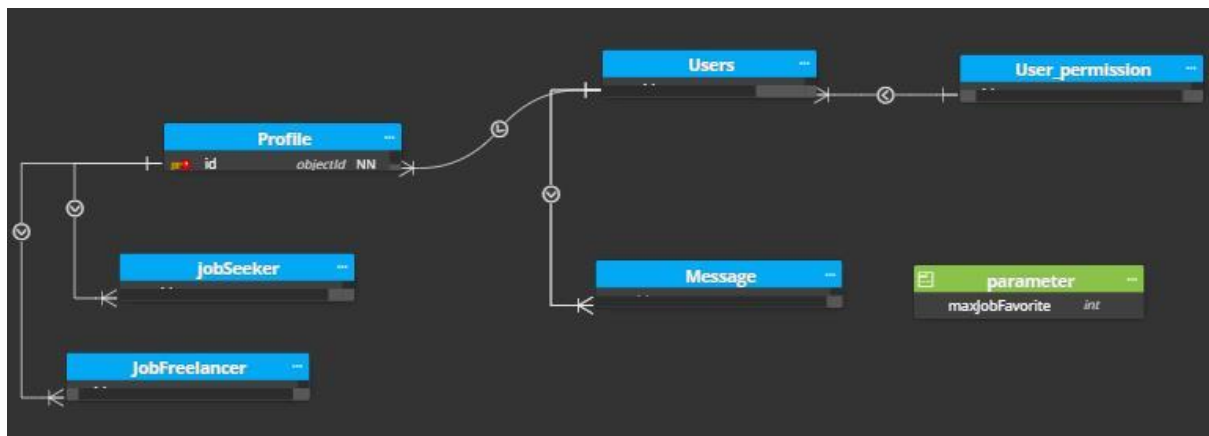 Users ...
User_permission ...
Profile ...
id objectId NN
jobSeeker ...
Message ...
parameter ...
maxJobFavorite int
JobFreelancer ...